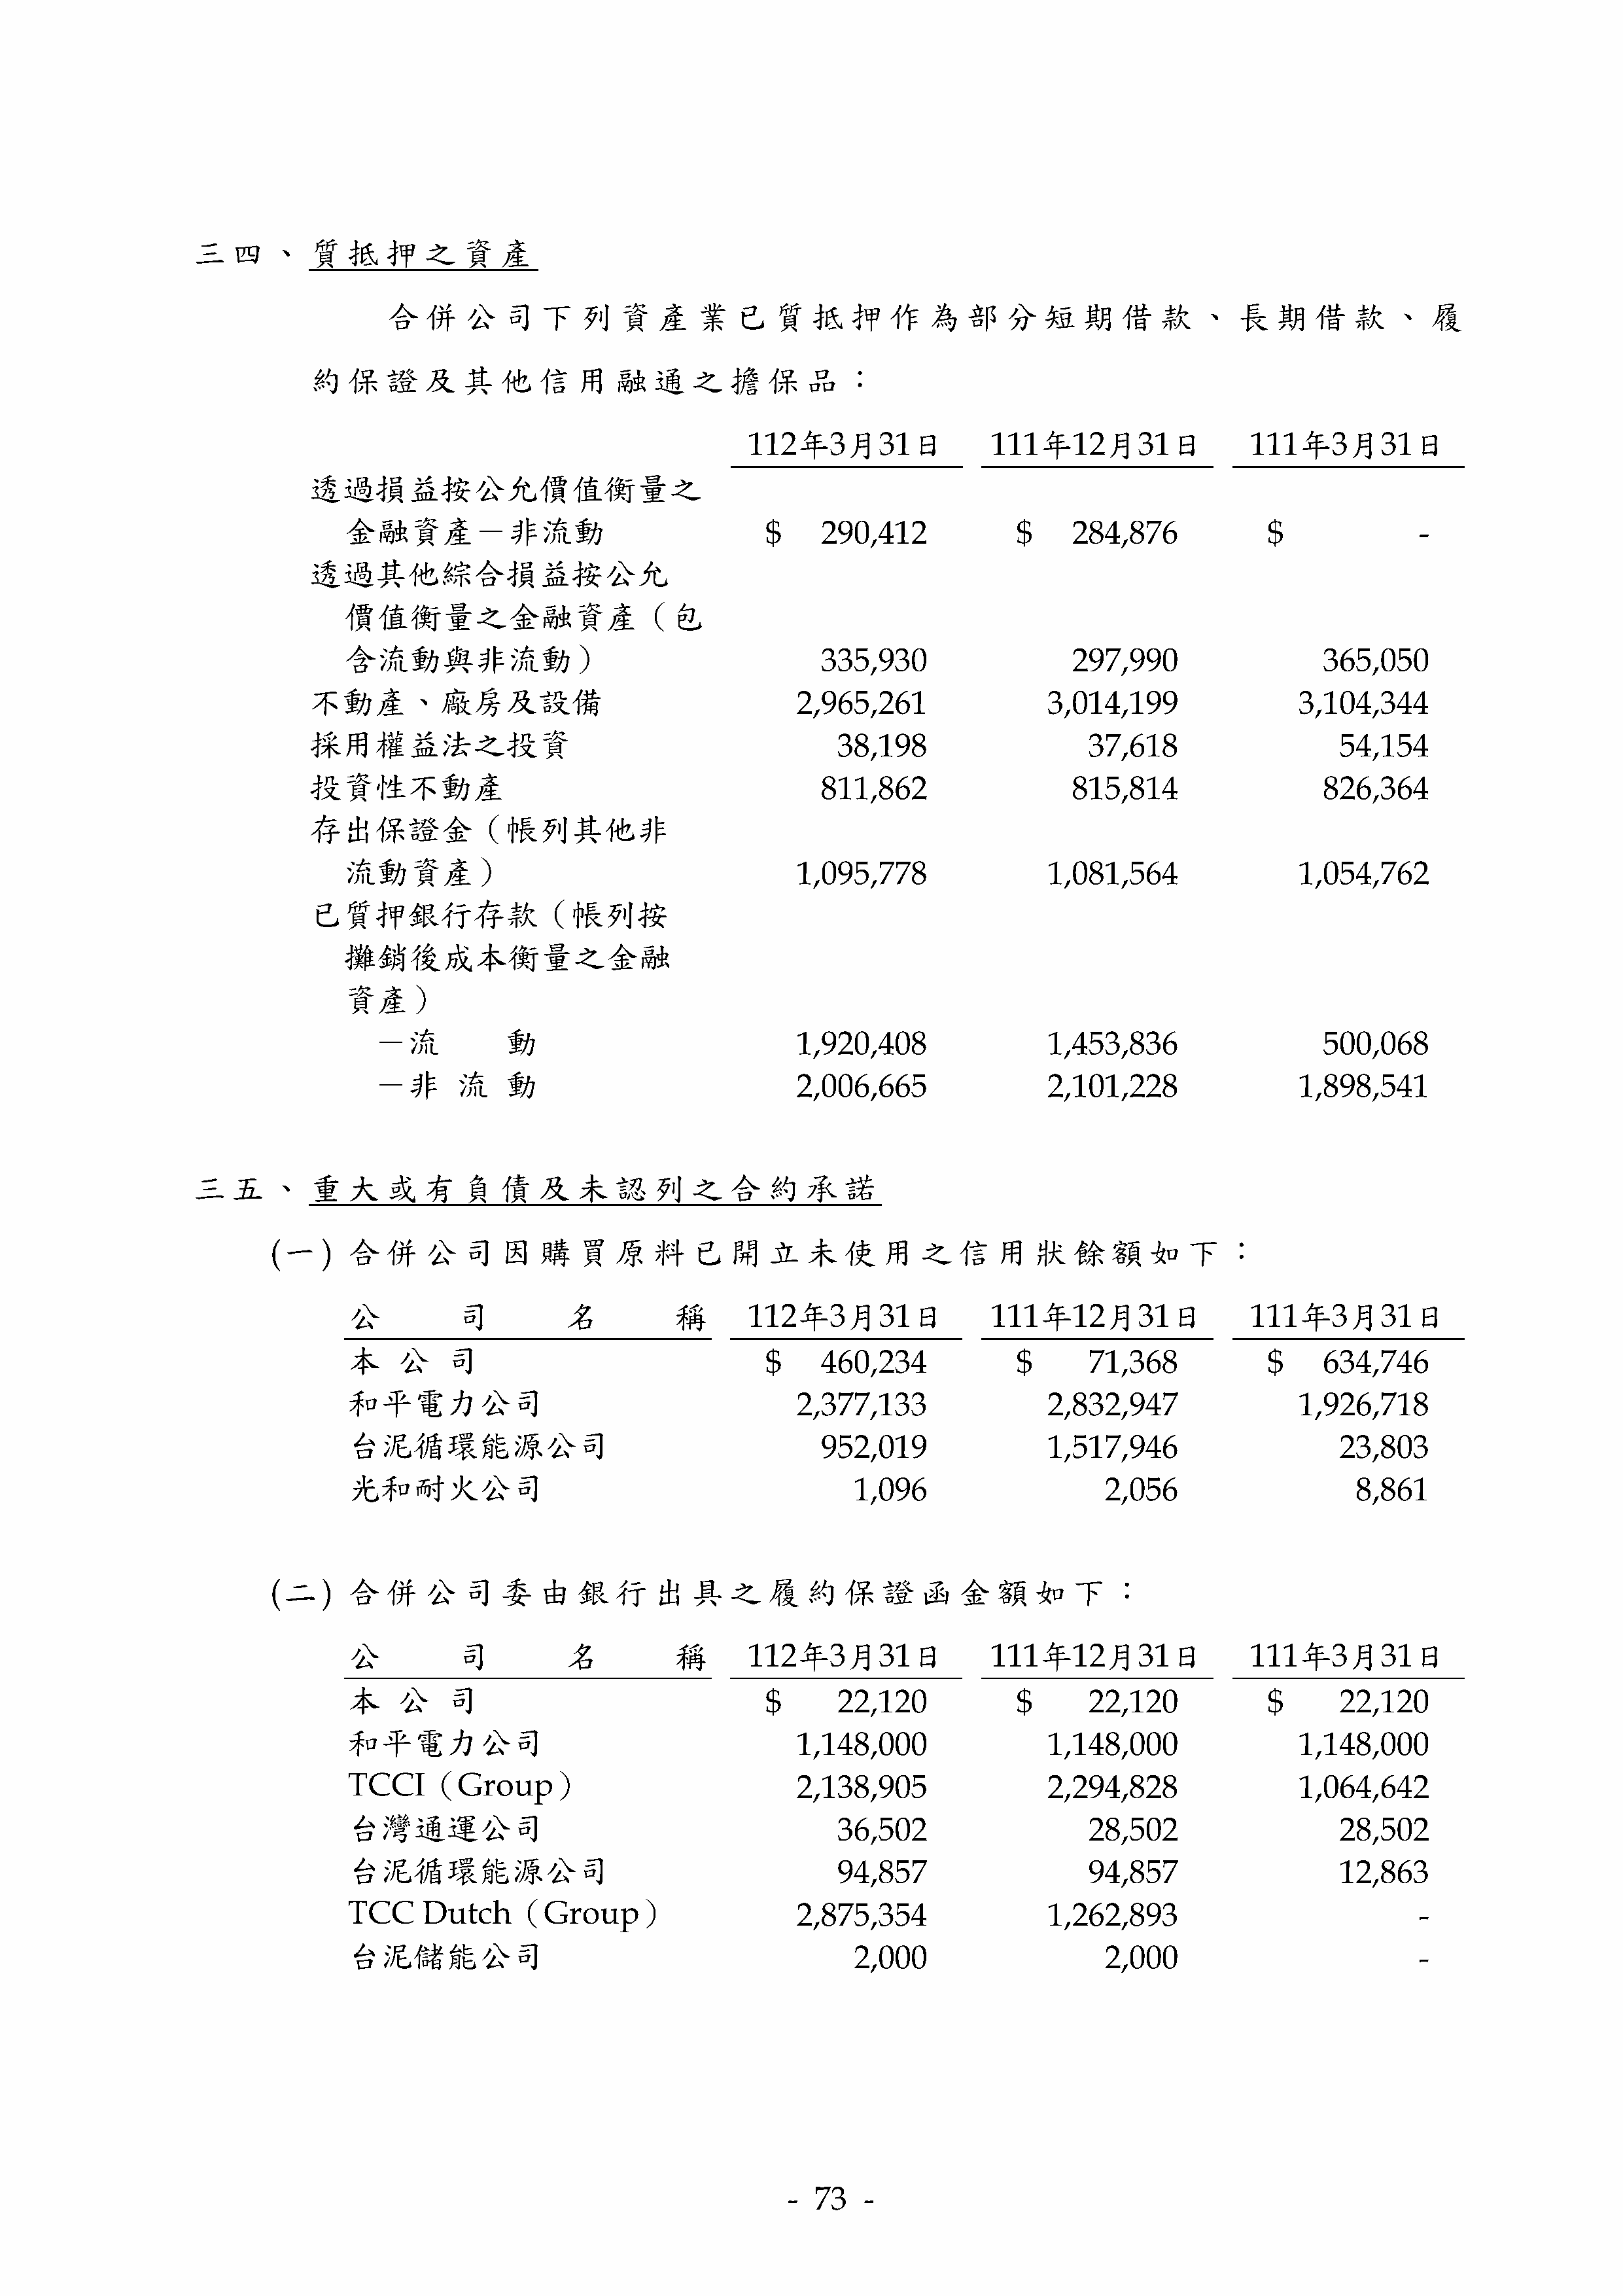 三四、質抵押之資產
合併公司下列資產業已質抵押作為部分短期借款、長期借款、履
約保證及其他信用融通之擔保品：
112年3月31日 111年12月31日 111年3月31日
透過損益按公允價值衡量之
金融資產－非流動 $ 290,412 $ 284,876 $ -
透過其他綜合損益按公允
價值衡量之金融資產（包
含流動與非流動） 335,930 297,990 365,050
不動產、廠房及設備 2,965,261 3,014,199 3,104,344
採用權益法之投資 38,198 37,618 54,154
投資性不動產 811,862 815,814 826,364
存出保證金（帳列其他非
流動資產） 1,095,778 1,081,564 1,054,762
已質押銀行存款（帳列按
攤銷後成本衡量之金融
資產）
－流 動 1,920,408 1,453,836 500,068
－非 流 動 2,006,665 2,101,228 1,898,541
三五、重大或有負債及未認列之合約承諾
(一) 合併公司因購買原料已開立未使用之信用狀餘額如下：
公 司 名 稱 112年3月31日 111年12月31日 111年3月31日
本 公 司 $ 460,234 $ 71,368 $ 634,746
和平電力公司 2,377,133 2,832,947 1,926,718
台泥循環能源公司 952,019 1,517,946 23,803
光和耐火公司 1,096 2,056 8,861
(二) 合併公司委由銀行出具之履約保證函金額如下：
公 司 名 稱 112年3月31日 111年12月31日 111年3月31日
本 公 司 $ 22,120 $ 22,120 $ 22,120
和平電力公司 1,148,000 1,148,000 1,148,000
TCCI（Group） 2,138,905 2,294,828 1,064,642
台灣通運公司 36,502 28,502 28,502
台泥循環能源公司 94,857 94,857 12,863
TCC Dutch（Group） 2,875,354 1,262,893 -
台泥儲能公司 2,000 2,000 -
- 73 -